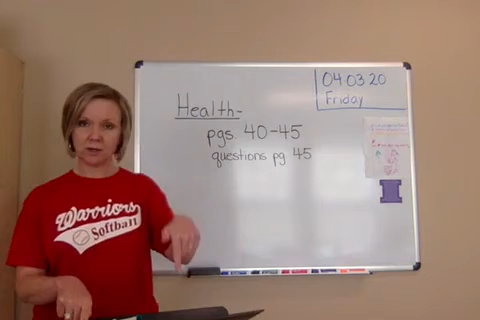 04 03 20
Friday
Health-
pgs 40-45
questions pg 45
Warriors
Softball